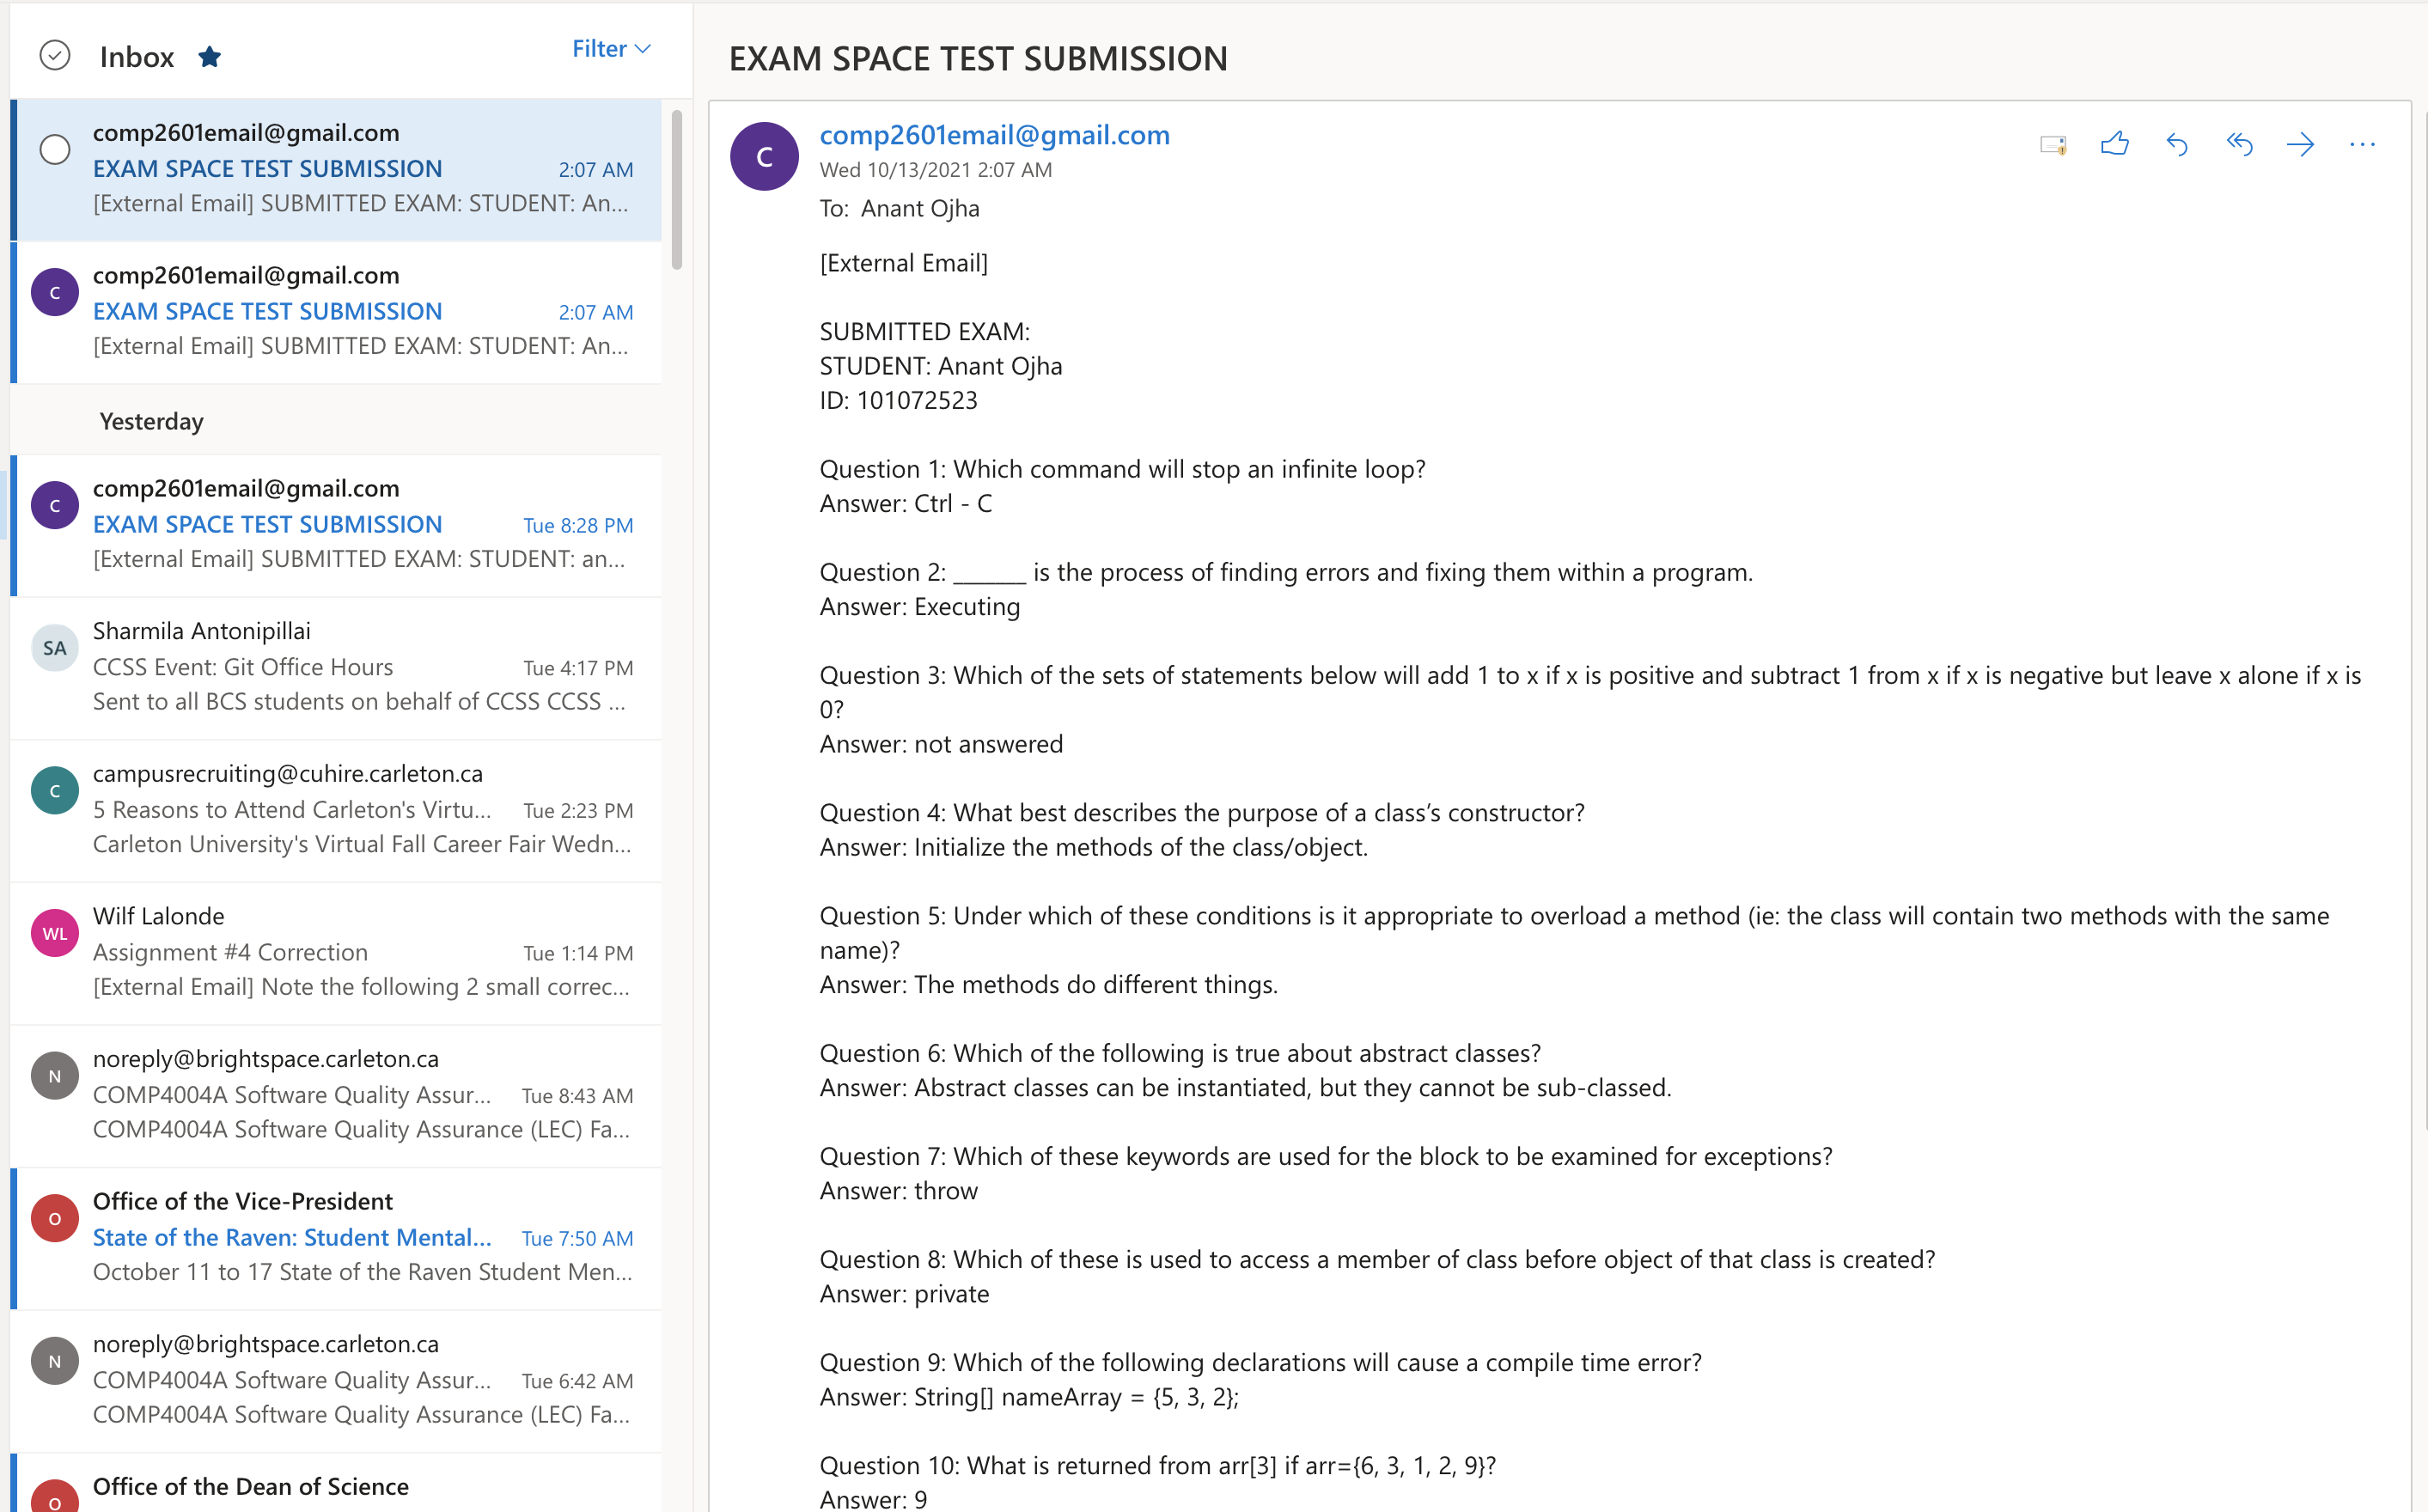 Inbox
Filter
comp2601email@gmail.com
EXAM SPACE TEST SUBMISSION 2:07 AM
[External Email] SUBMITTED EXAM: STUDENT: An...
C
comp2601email@gmail.com
EXAM SPACE TEST SUBMISSION 2:07 AM
[External Email] SUBMITTED EXAM: STUDENT: An...
Yesterday
C
comp2601email@gmail.com
EXAM SPACE TEST SUBMISSION Tue 8:28 PM
[External Email] SUBMITTED EXAM: STUDENT: an...
SA
Sharmila Antonipillai
CCSS Event: Git Office Hours Tue 4:17 PM
Sent to all BCS students on behalf of CCSS CCSS ...
C
campusrecruiting@cuhire.carleton.ca
5 Reasons to Attend Carleton's Virtu... Tue 2:23 PM
Carleton University's Virtual Fall Career Fair Wedn...
WL
Wilf Lalonde
Assignment #4 Correction Tue 1:14 PM
[External Email] Note the following 2 small correc...
N
noreply@brightspace.carleton.ca
COMP4004A Software Quality Assur... Tue 8:43 AM
COMP4004A Software Quality Assurance (LEC) Fa...
O
Office of the Vice-President
State of the Raven: Student Mental... Tue 7:50 AM
October 11 to 17 State of the Raven Student Men...
N
noreply@brightspace.carleton.ca
COMP4004A Software Quality Assur... Tue 6:42 AM
COMP4004A Software Quality Assurance (LEC) Fa...
O
Office of the Dean of Science
EXAM SPACE TEST SUBMISSION
C
comp2601email@gmail.com
Wed 10/13/2021 2:07 AM
To: Anant Ojha
[External Email]
SUBMITTED EXAM:
STUDENT: Anant Ojha
ID: 101072523
Question 1: Which command will stop an infinite loop?
Answer: Ctrl - C
Question 2: ______ is the process of finding errors and fixing them within a program.
Answer: Executing
Question 3: Which of the sets of statements below will add 1 to x if x is positive and subtract 1 from x if x is negative but leave x alone if x is
0?
Answer: not answered
Question 4: What best describes the purpose of a class’s constructor?
Answer: Initialize the methods of the class/object.
Question 5: Under which of these conditions is it appropriate to overload a method (ie: the class will contain two methods with the same
name)?
Answer: The methods do different things.
Question 6: Which of the following is true about abstract classes?
Answer: Abstract classes can be instantiated, but they cannot be sub-classed.
Question 7: Which of these keywords are used for the block to be examined for exceptions?
Answer: throw
Question 8: Which of these is used to access a member of class before object of that class is created?
Answer: private
Question 9: Which of the following declarations will cause a compile time error?
Answer: String[] nameArray = {5, 3, 2};
Question 10: What is returned from arr[3] if arr={6, 3, 1, 2, 9}?
Answer: 9